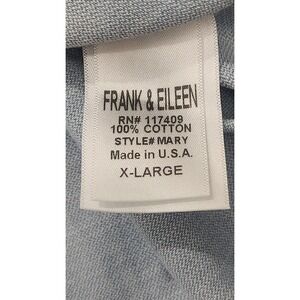 FRANK & EILEEN
RN# 117409
100% COTTON
STYLE# MARY
Made in U.S.A.
X-LARGE